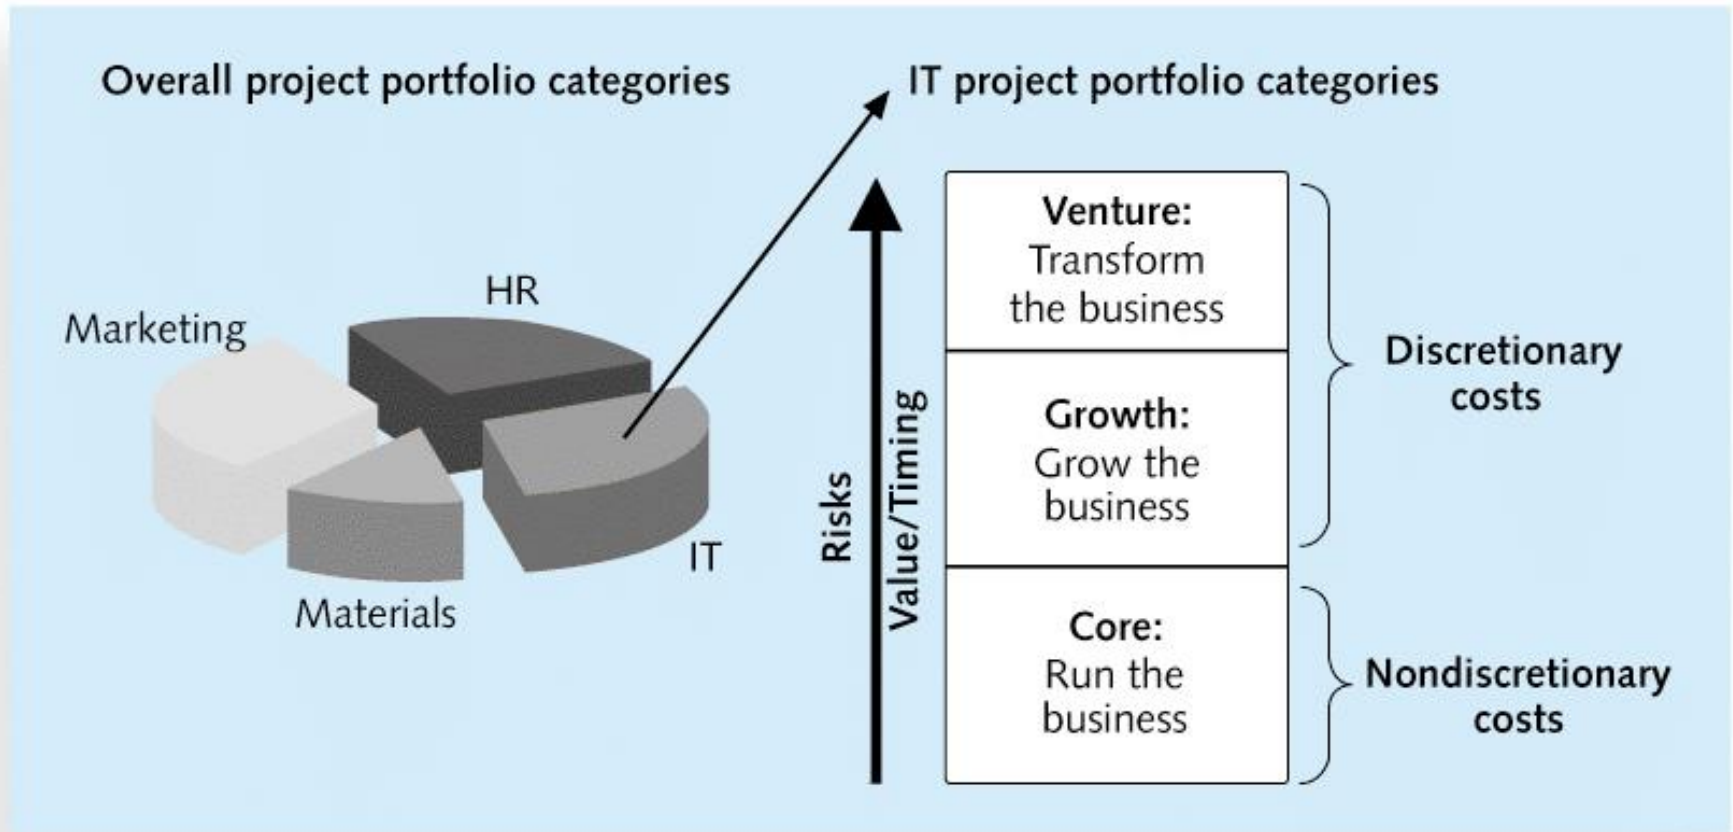 Overall project portfolio categories
IT project portfolio categories
HR
Marketing
IT
Materials
Risks
Value/Timing
Venture:
Transform
the business
Growth:
Grow the
business
Core:
Run the
business
Discretionary
costs
Nondiscretionary
costs